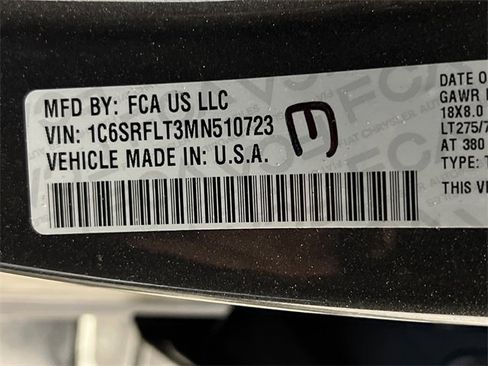 MFD BY: FCA US LLC
VIN: 1C6SRFLT3MN510723
VEHICLE MADE IN: U.S.A.
DATE O
GAWR
18X8.0
LT275/7
AT 380
TYPE: T
THIS VE